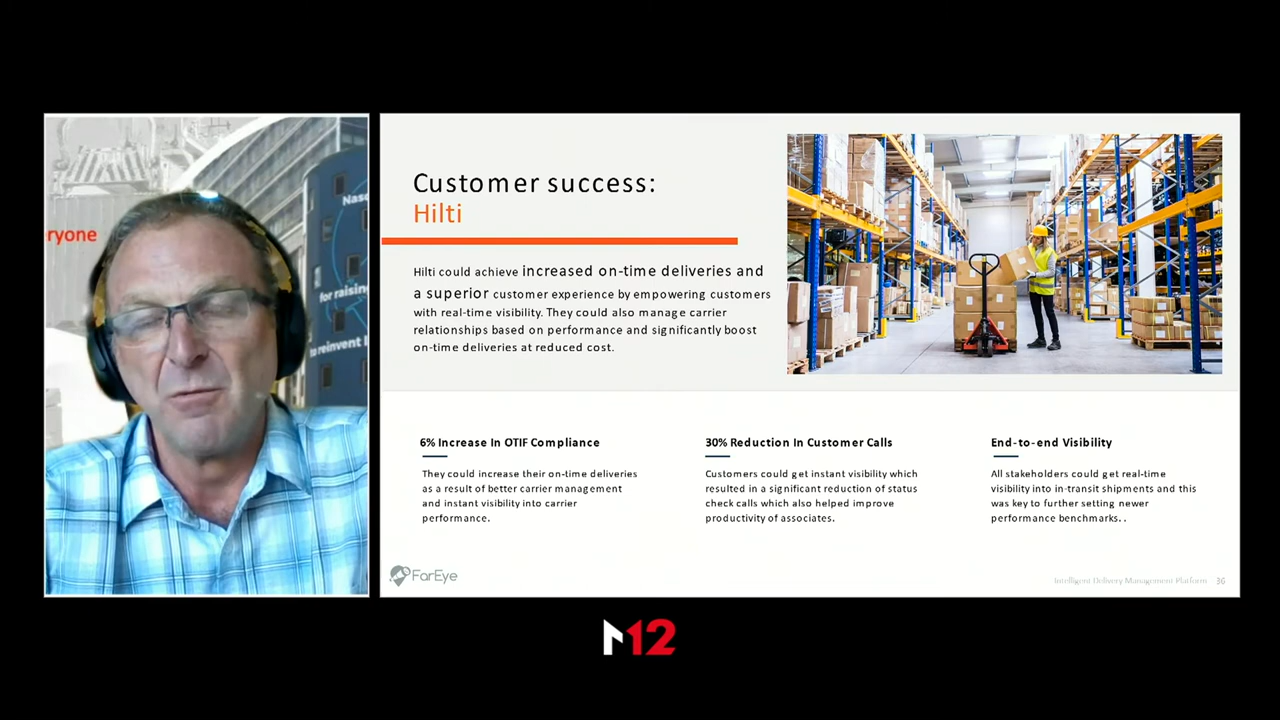 ryone
Nasd
for raising
to reinvent l
Customer success:
Hilti
Hilti could achieve increased on-time deliveries and
a superior customer experience by empowering customers
with real-time visibility. They could also manage carrier
relationships based on performance and significantly boost
on-time deliveries at reduced cost.
6% Increase In OTIF Compliance
They could increase their on-time deliveries
as a result of better carrier management
and instant visibility into carrier
performance.
30% Reduction In Customer Calls
Customers could get instant visibility which
resulted in a significant reduction of status
check calls which also helped improve
productivity of associates.
End-to-end Visibility
All stakeholders could get real-time
visibility into in-transit shipments and this
was key to further setting newer
performance benchmarks. .
FarEye
Intelligent Delivery Management Platform 36
M12